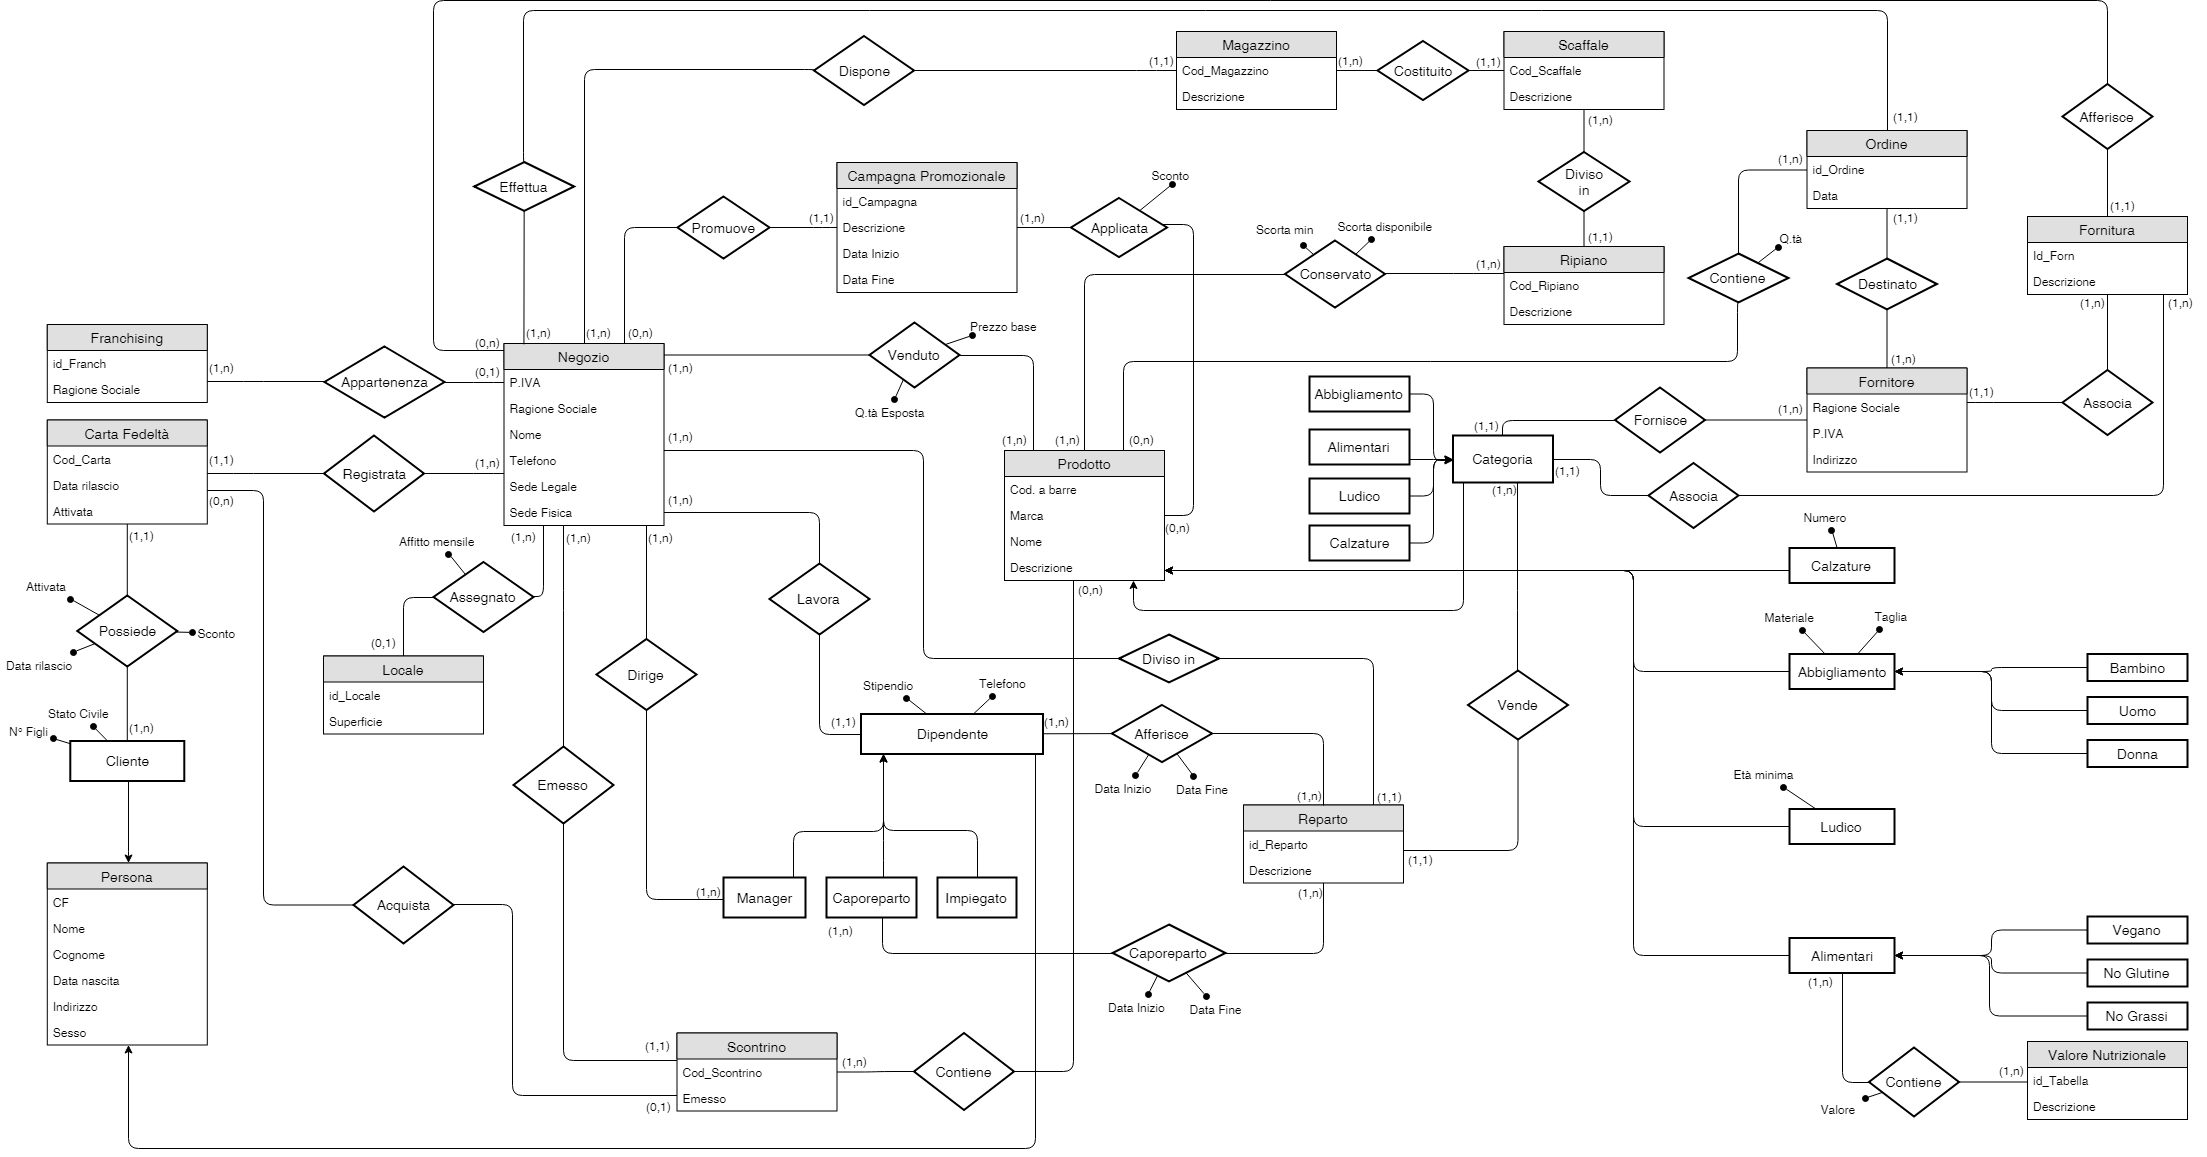 Magazzino
Cod_Magazzino
Descrizione
Scaffale
Cod_Scaffale
Descrizione
Dispone
(1,1)
(1,n)
Costituito
(1,1)
(1,n)
Afferisce
(1,1)
Ordine
id_Ordine
Data
(1,n)
(1,1)
Effettua
Campagna Promozionale
id_Campagna
Descrizione
Data Inizio
Data Fine
Promuove
(1,1)
(1,n)
Sconto
Applicata
Diviso
in
(1,1)
Scorta min
Scorta disponibile
Conservato
(1,n)
Ripiano
Cod_Ripiano
Descrizione
Q.tà
Contiene
Destinato
(1,n)
(1,1)
Fornitura
Id_Forn
Descrizione
(1,n)
(1,n)
Franchising
id_Franch
Ragione Sociale
(1,n)
Appartenenza
(0,1)
(0,n)
(1,n)
(1,n)
(0,n)
Negozio
P.IVA
Ragione Sociale
Nome
Telefono
Sede Legale
Sede Fisica
(1,n)
Venduto
Prezzo base
Q.tà Esposta
Carta Fedeltà
Cod_Carta
Data rilascio
Attivata
(1,1)
(0,n)
(1,1)
Registrata
(1,n)
(1,n)
(1,n)
(1,n)
(1,n)
(1,n)
(1,n)
(1,n)
(0,n)
Prodotto
Cod. a barre
Marca
Nome
Descrizione
(0,n)
(0,n)
Abbigliamento
Alimentari
Ludico
Calzature
(1,1)
Categoria
(1,1)
(1,n)
Fornisce
(1,n)
Fornitore
Ragione Sociale
P.IVA
Indirizzo
(1,1)
Associa
Associa
Numero
Calzature
Attivata
Possiede
Sconto
Data rilascio
Affitto mensile
Assegnato
(0,1)
Locale
id_Locale
Superficie
Lavora
Dirige
Diviso in
Materiale
Taglia
Abbigliamento
Bambino
Uomo
Donna
Stato Civile
N° Figli
(1,n)
Cliente
Stipendio
Telefono
(1,1)
Dipendente
(1,n)
Afferisce
Data Inizio
Data Fine
Vende
Emesso
(1,n)
(1,1)
Reparto
id_Reparto
Descrizione
(1,1)
(1,n)
Età minima
Ludico
Persona
CF
Nome
Cognome
Data nascita
Indirizzo
Sesso
Acquista
(1,n)
Manager
Caporeparto
Impiegato
(1,n)
Caporeparto
Data Inizio
Data Fine
Alimentari
(1,n)
Vegano
No Glutine
No Grassi
(1,1)
Scontrino
Cod_Scontrino
Emesso
(0,1)
(1,n)
Contiene
Contiene
Valore
(1,n)
Valore Nutrizionale
id_Tabella
Descrizione